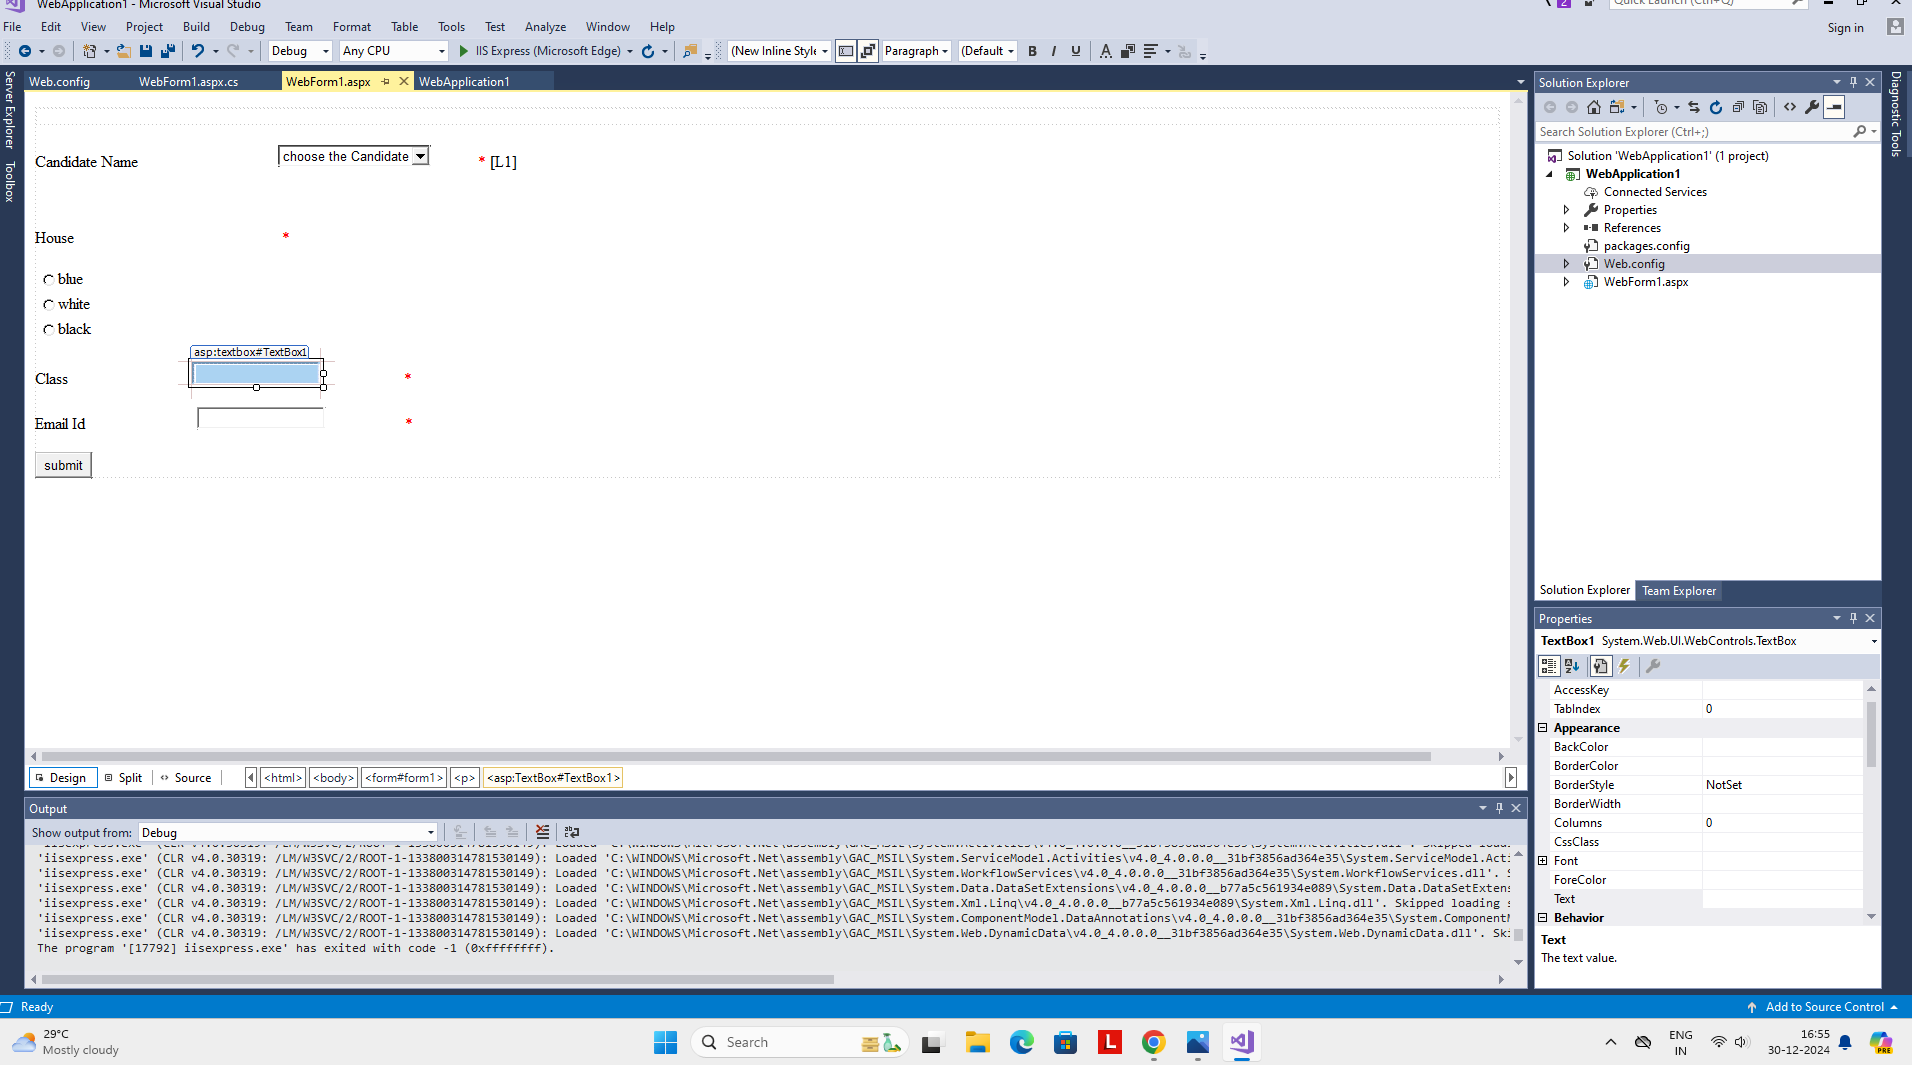 WebApplication1 - Microsoft Visual Studio
2
Quick Launch (Ctrl+Q)
File Edit View Project Build Debug Team Format Table Tools Test Analyze Window Help
Sign in
Debug Any CPU IIS Express (Microsoft Edge) (New Inline Style Paragraph (Default B I U A
Web.config WebForm1.aspx.cs WebForm1.aspx WebApplication1
Server Explorer
Toolbox
Candidate Name choose the Candidate * [L1]
House *
blue
white
black
asp:textbox#TextBox1
Class *
Email Id *
submit
Design Split Source <html> <body> <form#form1> <p> <asp:TextBox#TextBox1>
Output
Show output from: Debug
'iisexpress.exe' (CLR v4.0.30319: /LM/W3SVC/2/ROOT-1-133800314781530149): Loaded 'C:\WINDOWS\Microsoft.Net\assembly\GAC_MSIL\System.ServiceModel.Activities\v4.0_4.0.0.0__31bf3856ad364e35\System.ServiceModel.Acti
'iisexpress.exe' (CLR v4.0.30319: /LM/W3SVC/2/ROOT-1-133800314781530149): Loaded 'C:\WINDOWS\Microsoft.Net\assembly\GAC_MSIL\System.WorkflowServices\v4.0_4.0.0.0__31bf3856ad364e35\System.WorkflowServices.dll'. S
'iisexpress.exe' (CLR v4.0.30319: /LM/W3SVC/2/ROOT-1-133800314781530149): Loaded 'C:\WINDOWS\Microsoft.Net\assembly\GAC_MSIL\System.Data.DataSetExtensions\v4.0_4.0.0.0__b77a5c561934e089\System.Data.DataSetExtens
'iisexpress.exe' (CLR v4.0.30319: /LM/W3SVC/2/ROOT-1-133800314781530149): Loaded 'C:\WINDOWS\Microsoft.Net\assembly\GAC_MSIL\System.Xml.Linq\v4.0_4.0.0.0__b77a5c561934e089\System.Xml.Linq.dll'. Skipped loading s
'iisexpress.exe' (CLR v4.0.30319: /LM/W3SVC/2/ROOT-1-133800314781530149): Loaded 'C:\WINDOWS\Microsoft.Net\assembly\GAC_MSIL\System.ComponentModel.DataAnnotations\v4.0_4.0.0.0__31bf3856ad364e35\System.ComponentM
'iisexpress.exe' (CLR v4.0.30319: /LM/W3SVC/2/ROOT-1-133800314781530149): Loaded 'C:\WINDOWS\Microsoft.Net\assembly\GAC_MSIL\System.Web.DynamicData\v4.0_4.0.0.0__31bf3856ad364e35\System.Web.DynamicData.dll'. Ski
The program '[17792] iisexpress.exe' has exited with code -1 (0xffffffff).
Solution Explorer
Search Solution Explorer (Ctrl+;)
Solution 'WebApplication1' (1 project)
WebApplication1
Connected Services
Properties
References
packages.config
Web.config
WebForm1.aspx
Solution Explorer Team Explorer
Properties
TextBox1 System.Web.UI.WebControls.TextBox
AccessKey
TabIndex 0
Appearance
BackColor
BorderColor
BorderStyle NotSet
BorderWidth
Columns 0
CssClass
Font
ForeColor
Text
Behavior
Text
The text value.
Diagnostic Tools
Ready
Add to Source Control
29°C
Mostly cloudy
Search
L
ENG
IN
16:55
30-12-2024
PRE